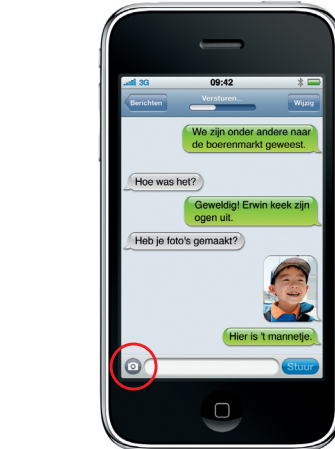 3G 09:42
Berichten Versturen... Wijzig
We zijn onder andere naar
de boerenmarkt geweest.
Hoe was het?
Geweldig! Erwin keek zijn
ogen uit.
Heb je foto's gemaakt?
Hier is 't mannetje.
Stuur